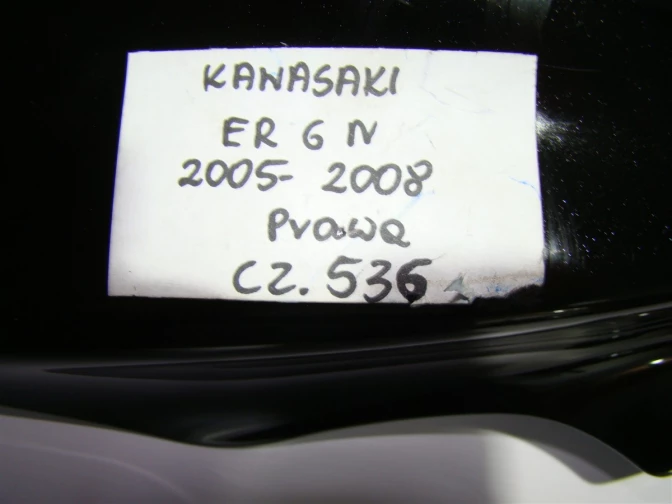 KAWASAKI
ER 6 N
2005- 2008
Prawa
CZ. 536